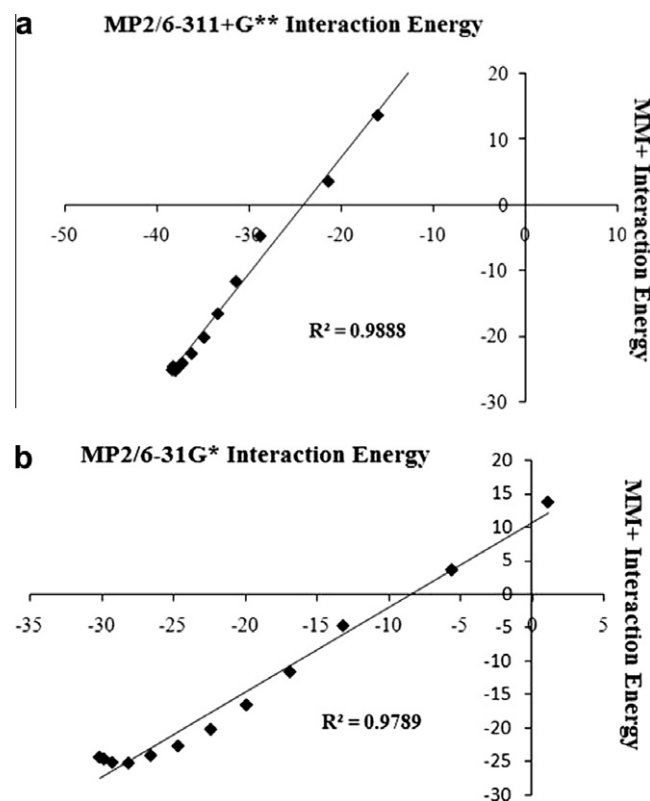 a
MP2/6-311+G** Interaction Energy
20
10
0
-50 -40 -30 -20 -10 0 10
-10
-20
-30
R² = 0.9888
MM+ Interaction Energy
b
MP2/6-31G* Interaction Energy
20
15
10
5
0
-35 -30 -25 -20 -15 -10 -5 0 5
-5
-10
-15
-20
-25
-30
R² = 0.9789
MM+ Interaction Energy